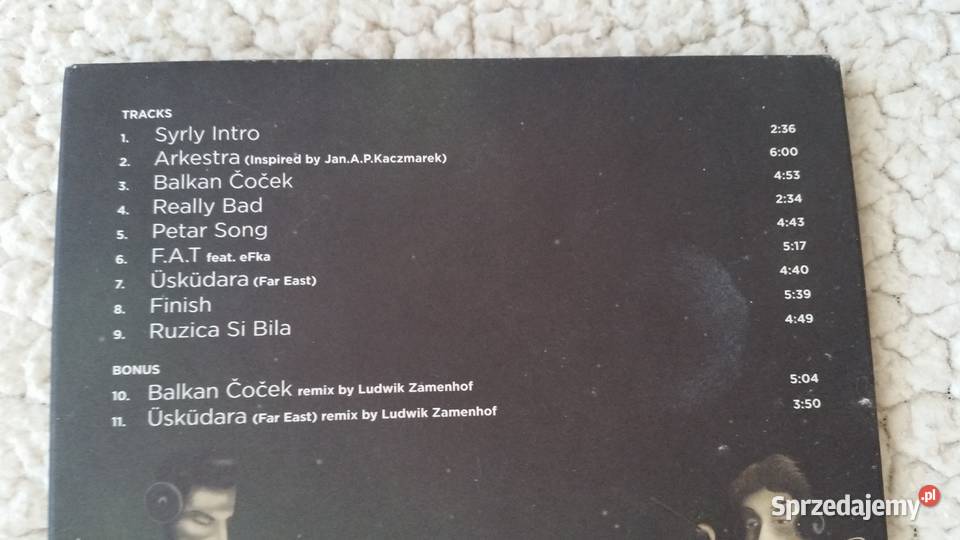 TRACKS
1. Syrly Intro 2:36
2. Arkestra (Inspired by Jan.A.P.Kaczmarek) 6:00
3. Balkan Čoček 4:53
4. Really Bad 2:34
5. Petar Song 4:43
6. F.A.T feat. eFka 5:17
7. Üsküdara (Far East) 4:40
8. Finish 5:39
9. Ruzica Si Bila 4:49
BONUS
10. Balkan Čoček remix by Ludwik Zamenhof 5:04
11. Üsküdara (Far East) remix by Ludwik Zamenhof 3:50
Sprzedajemy.pl